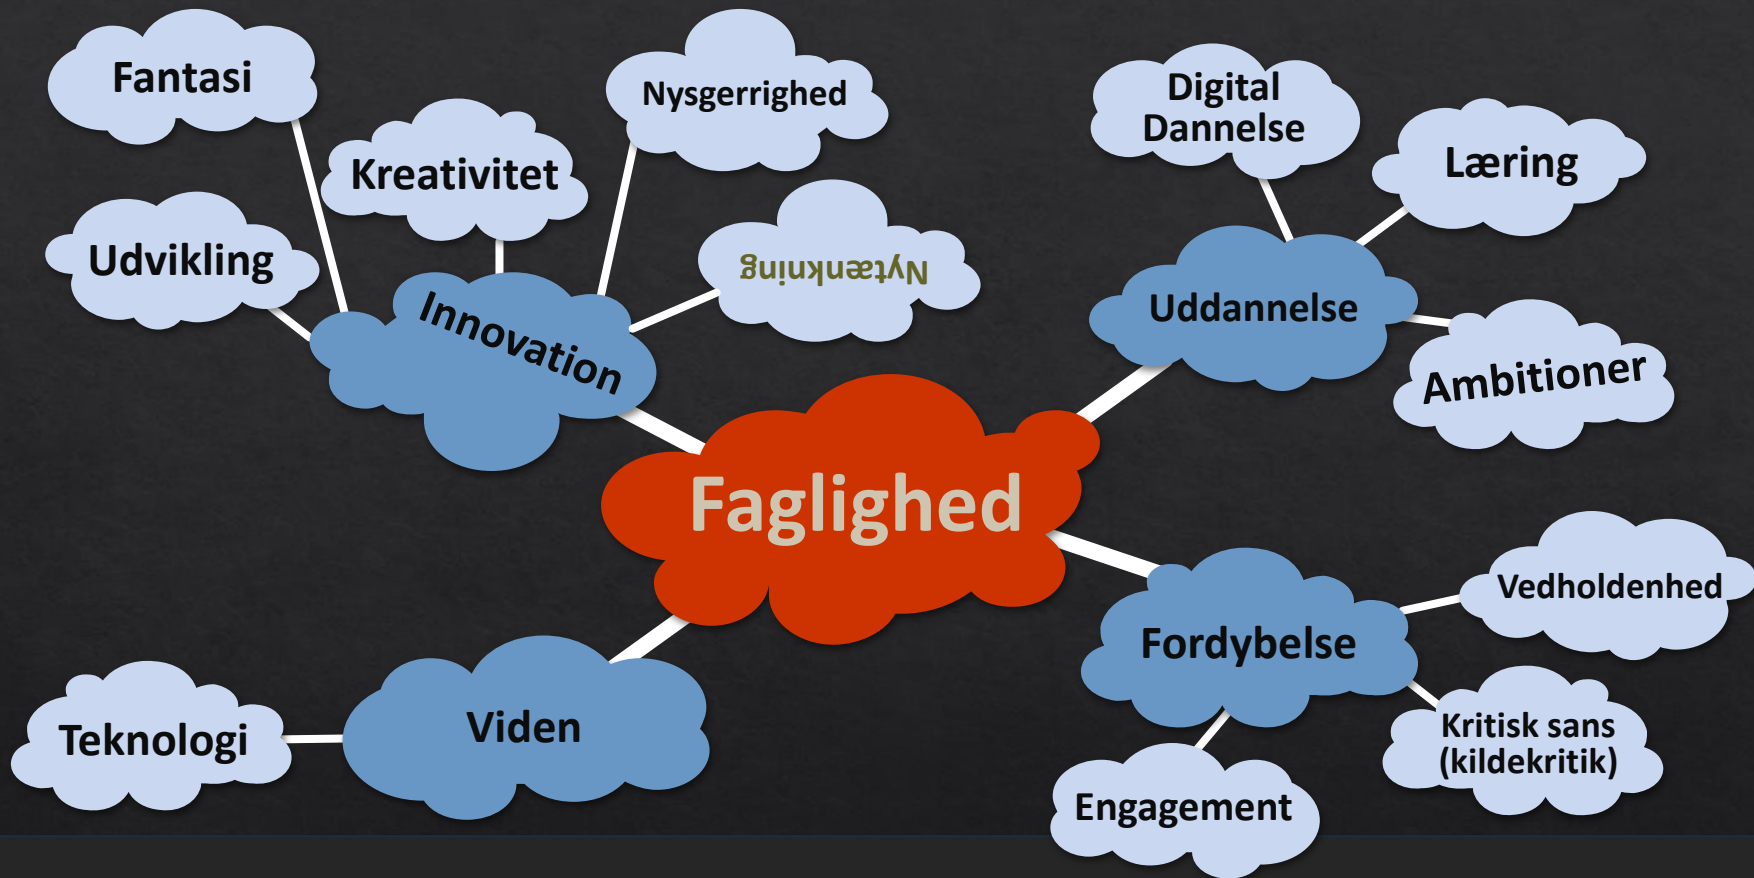 Fantasi
Nysgerrighed
Kreativitet
Udvikling
Nytænkning
Innovation
Digital
Dannelse
Læring
Uddannelse
Ambitioner
Faglighed
Vedholdenhed
Fordybelse
Kritisk sans
(kildekritik)
Engagement
Viden
Teknologi